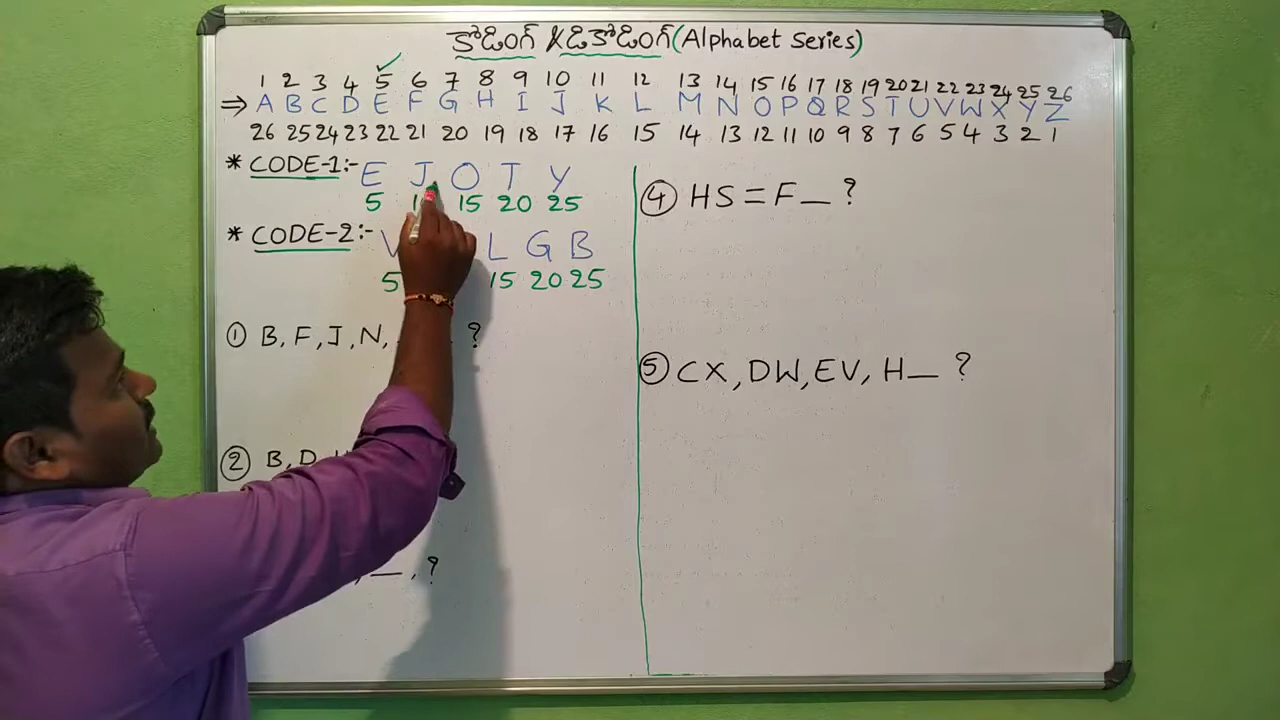 కోడింగ్ & డికోడింగ్ (Alphabet Series)
1 2 3 4 5 6 7 8 9 10 11 12 13 14 15 16 17 18 19 20 21 22 23 24 25 26
⇒ A B C D E F G H I J K L M N O P Q R S T U V W X Y Z
26 25 24 23 22 21 20 19 18 17 16 15 14 13 12 11 10 9 8 7 6 5 4 3 2 1
* CODE-1:- E J O T Y
5 15 20 25
* CODE-2:- V L G B
5 15 20 25
① B, F, J, N, ?
② B, D,
__, ?
④ HS = F __ ?
⑤ CX, DW, EV, H__ ?